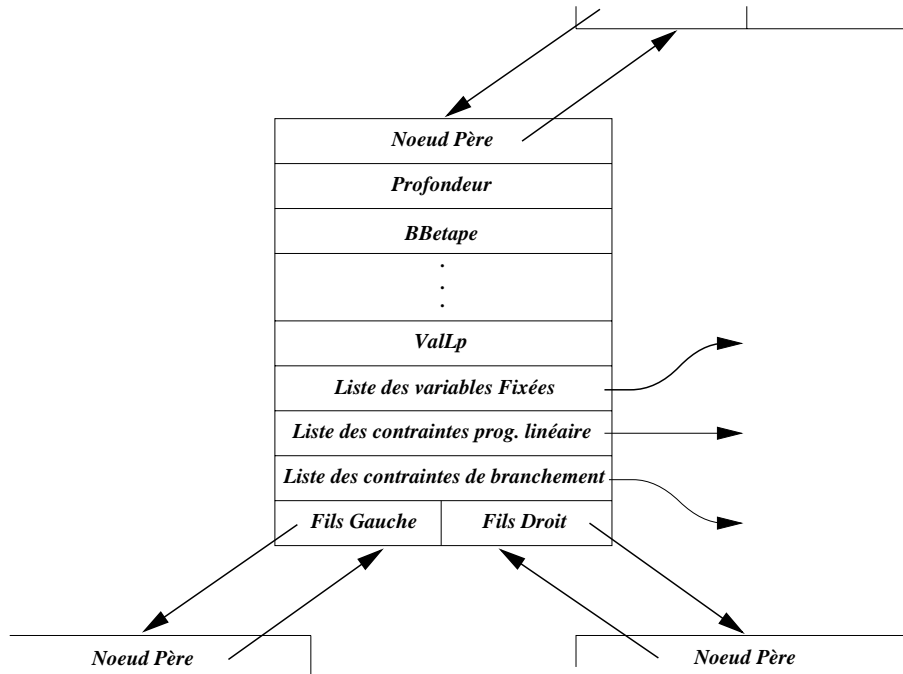 Noeud Père
Profondeur
BBetape
.
.
.
ValLp
Liste des variables Fixées
Liste des contraintes prog. linéaire
Liste des contraintes de branchement
Fils Gauche Fils Droit
Noeud Père Noeud Père